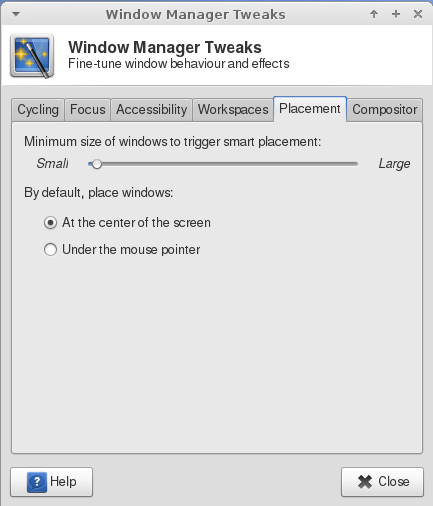 Window Manager Tweaks
Window Manager Tweaks
Fine-tune window behaviour and effects
Cycling Focus Accessibility Workspaces Placement Compositor
Minimum size of windows to trigger smart placement:
Small Large
By default, place windows:
At the center of the screen
Under the mouse pointer
? Help Close